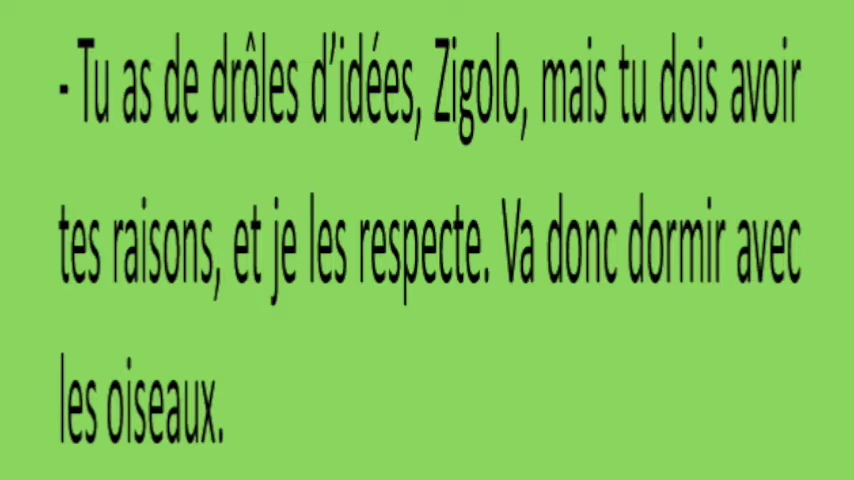 - Tu as de drôles d’idées, Zigolo, mais tu dois avoir
tes raisons, et je les respecte. Va donc dormir avec
les oiseaux.